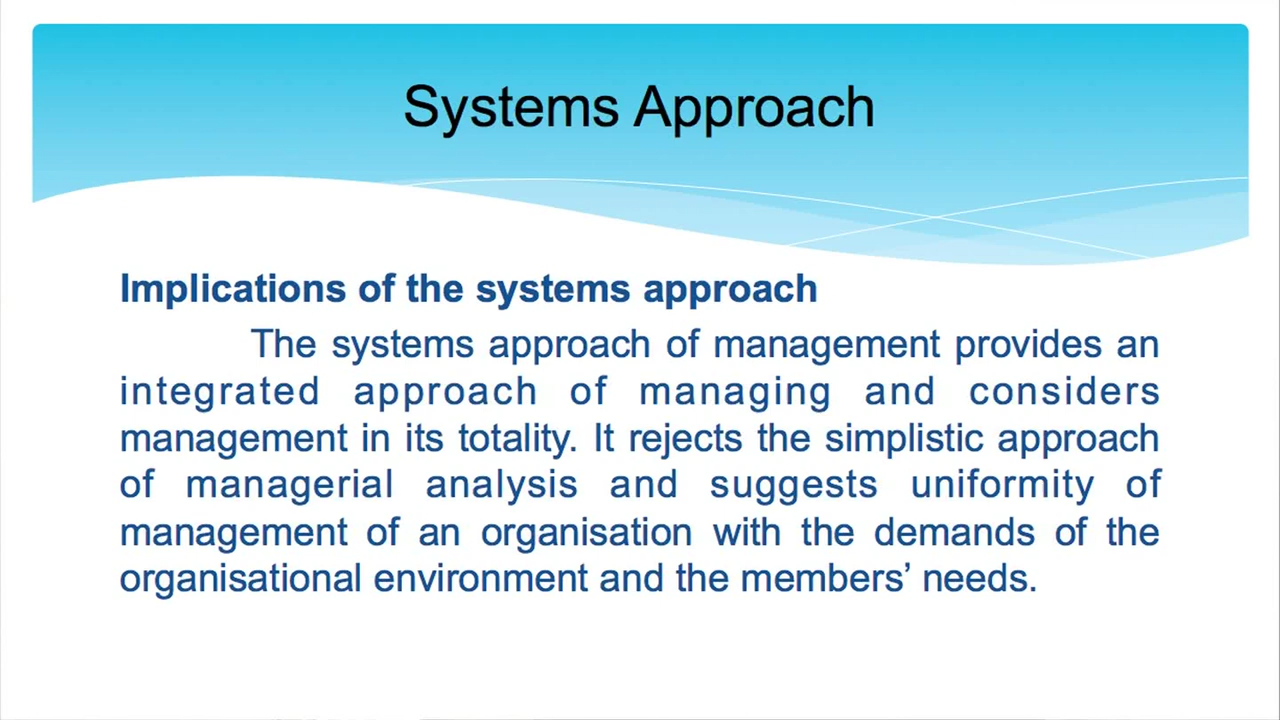 Systems Approach
Implications of the systems approach
The systems approach of management provides an
integrated approach of managing and considers
management in its totality. It rejects the simplistic approach
of managerial analysis and suggests uniformity of
management of an organisation with the demands of the
organisational environment and the members’ needs.